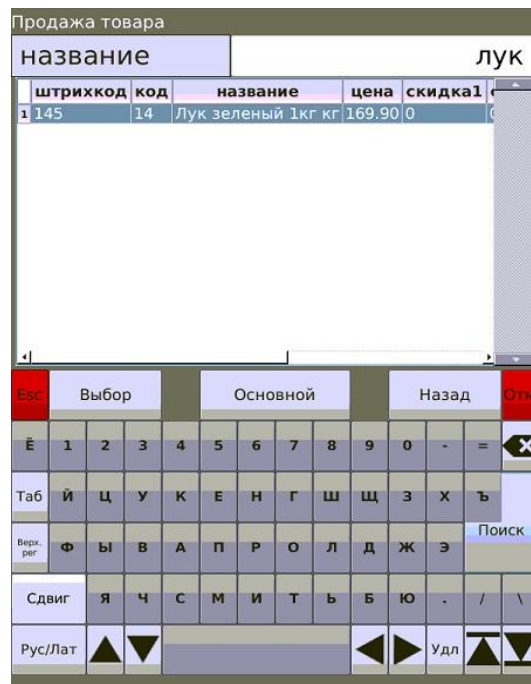 Продажа товара
название лук
штрихкод код название цена скидка1
1 145 14 Лук зеленый 1кг кг 169.90 0
Esc Выбор Основной Назад
Ё 1 2 3 4 5 6 7 8 9 0 - =
Таб Й Ц У К Е Н Г Ш Щ З Х Ъ
Поиск
Верх. рег Ф Ы В А П Р О Л Д Ж Э
Сдвиг Я Ч С М И Т Ь Б Ю . / \
Рус/Лат Удл